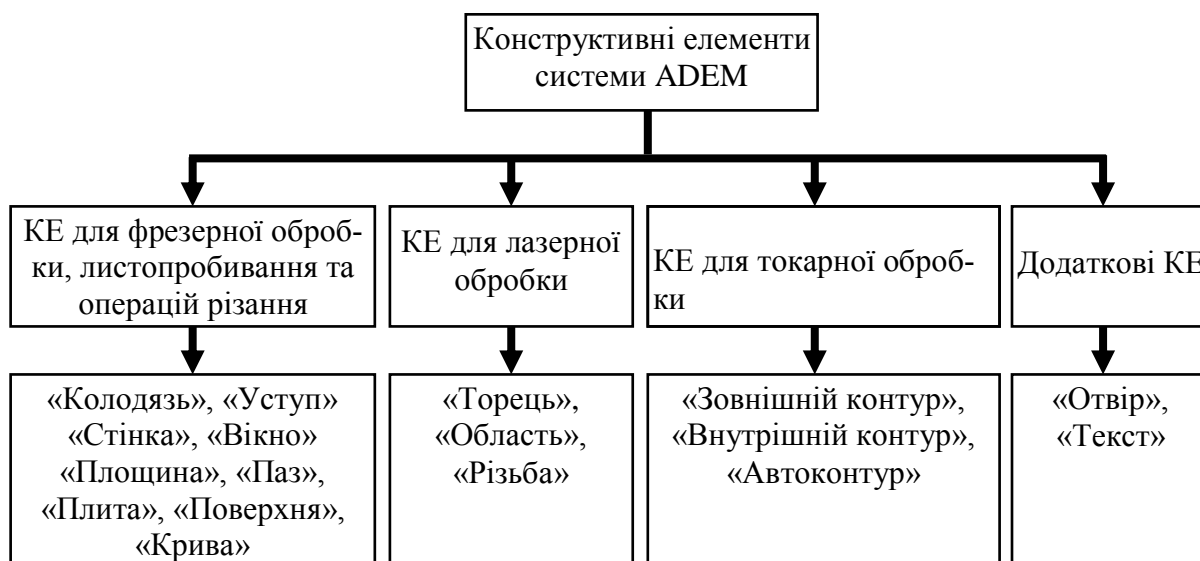 Конструктивні елементи
системи ADEM
КЕ для фрезерної оброб-
ки, листопробивання та
операцій різання
КЕ для лазерної
обробки
КЕ для токарної оброб-
ки
Додаткові КЕ
«Колодязь», «Уступ»
«Стінка», «Вікно»
«Площина», «Паз»,
«Плита», «Поверхня»,
«Крива»
«Торець»,
«Область»,
«Різьба»
«Зовнішній контур»,
«Внутрішній контур»,
«Автоконтур»
«Отвір»,
«Текст»